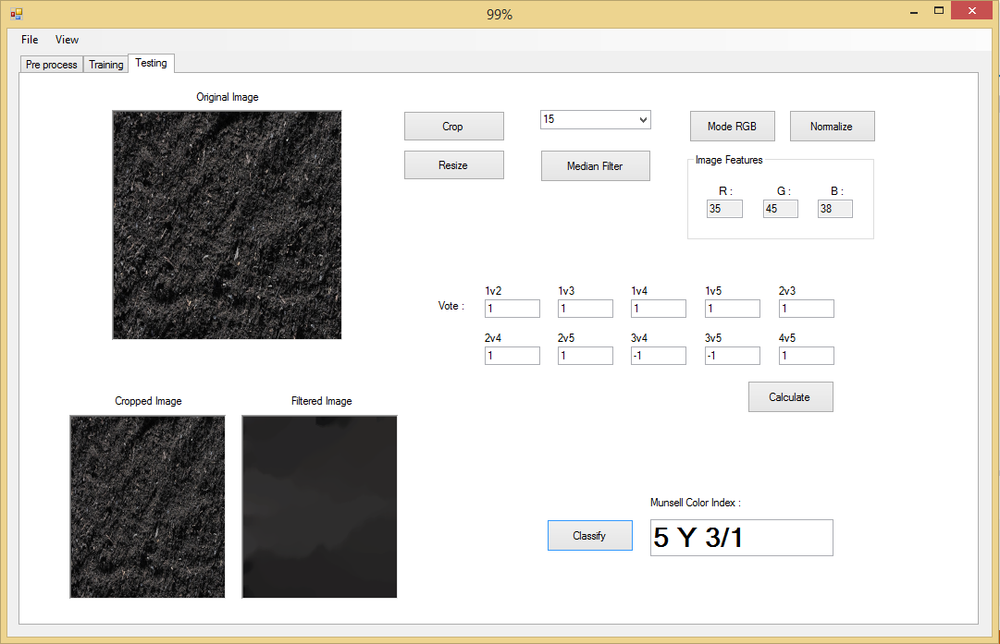 99%
File View
Pre process Training Testing
Original Image
Crop
15
Mode RGB
Normalize
Resize
Median Filter
Image Features
R : G : B :
35 45 38
Vote :
1v2 1v3 1v4 1v5 2v3
1 1 1 1 1
2v4 2v5 3v4 3v5 4v5
1 1 -1 -1 1
Calculate
Cropped Image
Filtered Image
Munsell Color Index :
Classify
5 Y 3/1